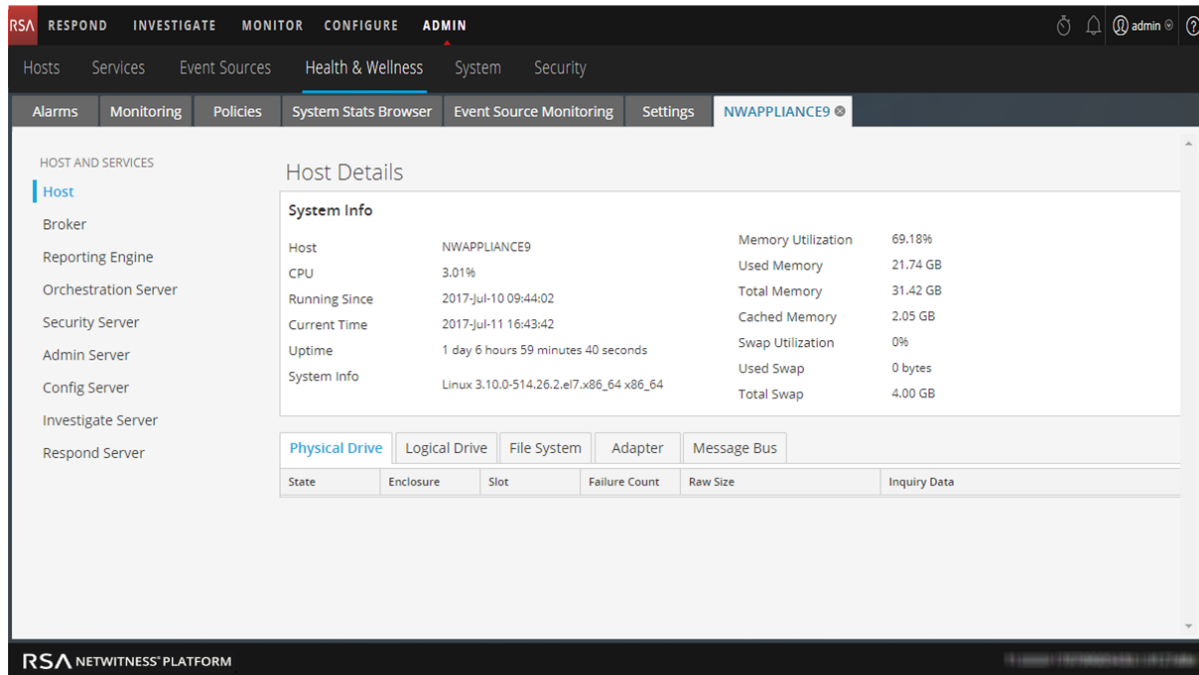 RSA RESPOND INVESTIGATE MONITOR CONFIGURE ADMIN admin
Hosts Services Event Sources Health & Wellness System Security
Alarms Monitoring Policies System Stats Browser Event Source Monitoring Settings NWAPPLIANCE9
HOST AND SERVICES
Host
Broker
Reporting Engine
Orchestration Server
Security Server
Admin Server
Config Server
Investigate Server
Respond Server
Host Details
System Info
Host NWAPPLIANCE9
CPU 3.01%
Running Since 2017-Jul-10 09:44:02
Current Time 2017-Jul-11 16:43:42
Uptime 1 day 6 hours 59 minutes 40 seconds
System Info Linux 3.10.0-514.26.2.el7.x86_64 x86_64
Memory Utilization 69.18%
Used Memory 21.74 GB
Total Memory 31.42 GB
Cached Memory 2.05 GB
Swap Utilization 0%
Used Swap 0 bytes
Total Swap 4.00 GB
Physical Drive Logical Drive File System Adapter Message Bus
State Enclosure Slot Failure Count Raw Size Inquiry Data
RSA NETWITNESS® PLATFORM